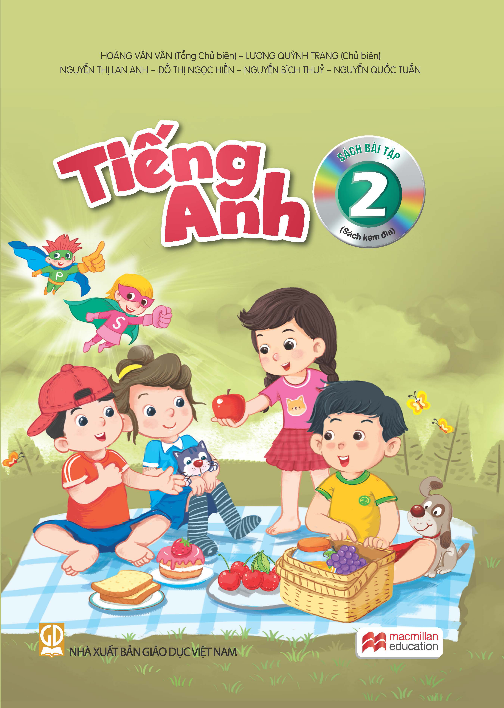 HOÀNG VĂN VÂN (Tổng Chủ biên) – LƯƠNG QUỲNH TRANG (Chủ biên)
NGUYỄN THỊ LAN ANH – ĐỖ THỊ NGỌC HIỀN – NGUYỄN BÍCH THUỶ – NGUYỄN QUỐC TUẤN
Tiếng
Anh
SÁCH BÀI TẬP
2
(Sách kèm đĩa)
P
S
GD
NHÀ XUẤT BẢN GIÁO DỤC VIỆT NAM
macmillan
education